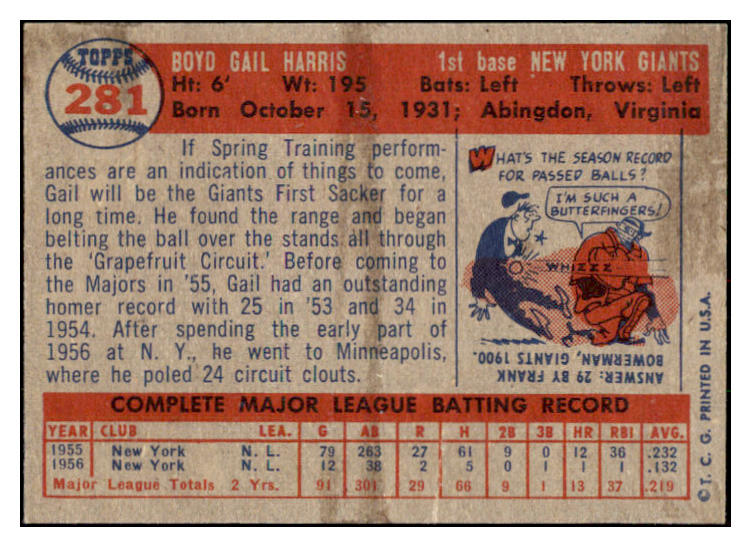 TOPPS
281
BOYD GAIL HARRIS 1st base NEW YORK GIANTS
Ht: 6' Wt: 195 Bats: Left Throws: Left
Born October 15, 1931; Abingdon, Virginia
If Spring Training perform-
ances are an indication of things to come,
Gail will be the Giants First Sacker for a
long time. He found the range and began
belting the ball over the stands all through
the 'Grapefruit Circuit.' Before coming to
the Majors in '55, Gail had an outstanding
homer record with 25 in '53 and 34 in
1954. After spending the early part of
1956 at N. Y., he went to Minneapolis,
where he poled 24 circuit clouts.
WHAT'S THE SEASON RECORD
FOR PASSED BALLS?
I'M SUCH A
BUTTERFINGERS!
WHIZZZ
ANSWER: 29 BY FRANK
BOWERMAN, GIANTS 1900.
COMPLETE MAJOR LEAGUE BATTING RECORD
YEAR CLUB LEA. G AB R H 2B 3B HR RBI AVG.
1955 New York N. L. 79 263 27 61 9 0 12 36 .232
1956 New York N. L. 12 38 2 5 0 1 1 1 .132
Major League Totals 2 Yrs. 91 301 29 66 9 1 13 37 .219
© T. C. G. PRINTED IN U.S.A.